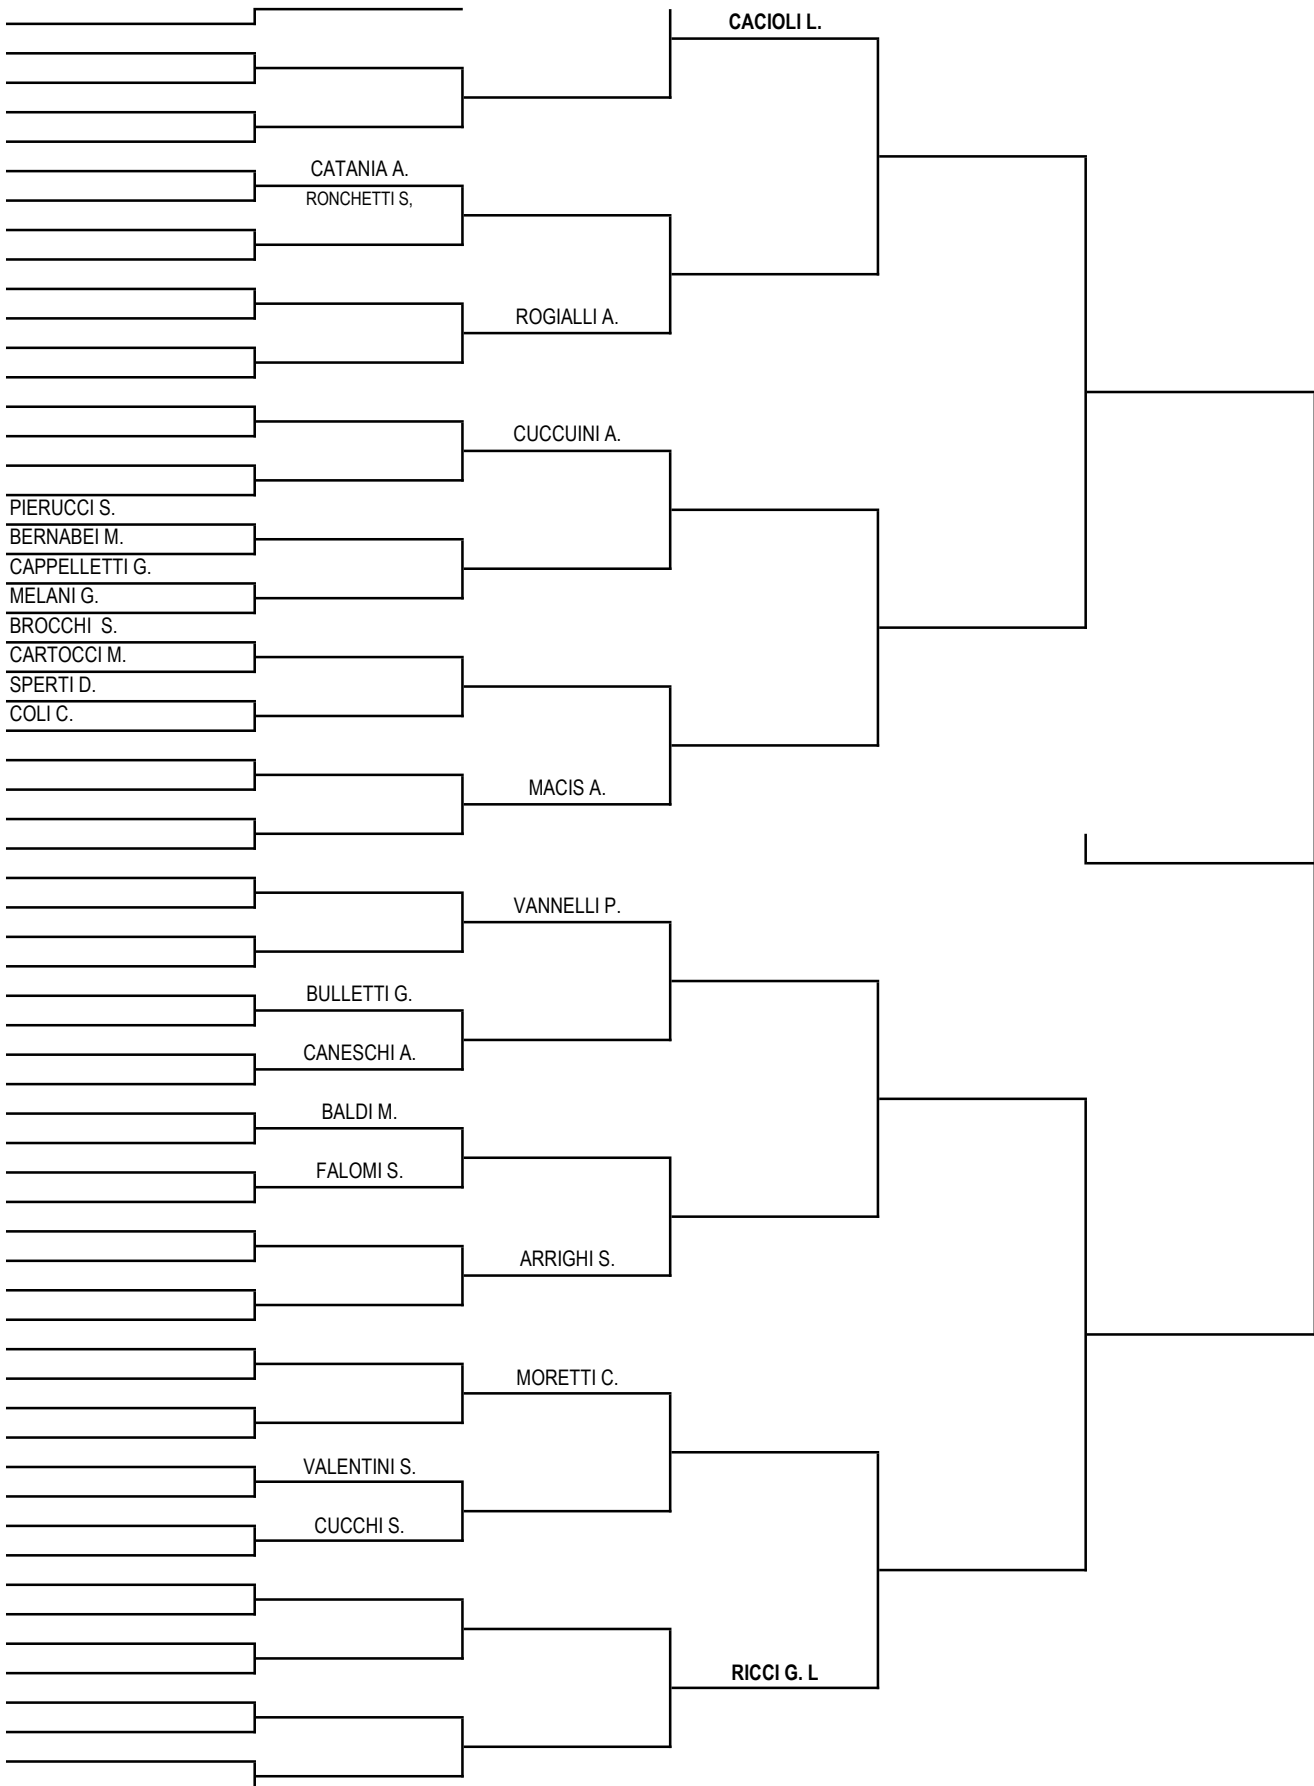 CACIOLI L.
CATANIA A.
RONCHETTI S,
ROGIALLI A.
CUCCUINI A.
PIERUCCI S.
BERNABEI M.
CAPPELLETTI G.
MELANI G.
BROCCHI  S.
CARTOCCI M.
SPERTI D.
COLI C.
MACIS A.
VANNELLI P.
BULLETTI G.
CANESCHI A.
BALDI M.
FALOMI S.
ARRIGHI S.
MORETTI C.
VALENTINI S.
CUCCHI S.
RICCI G. L